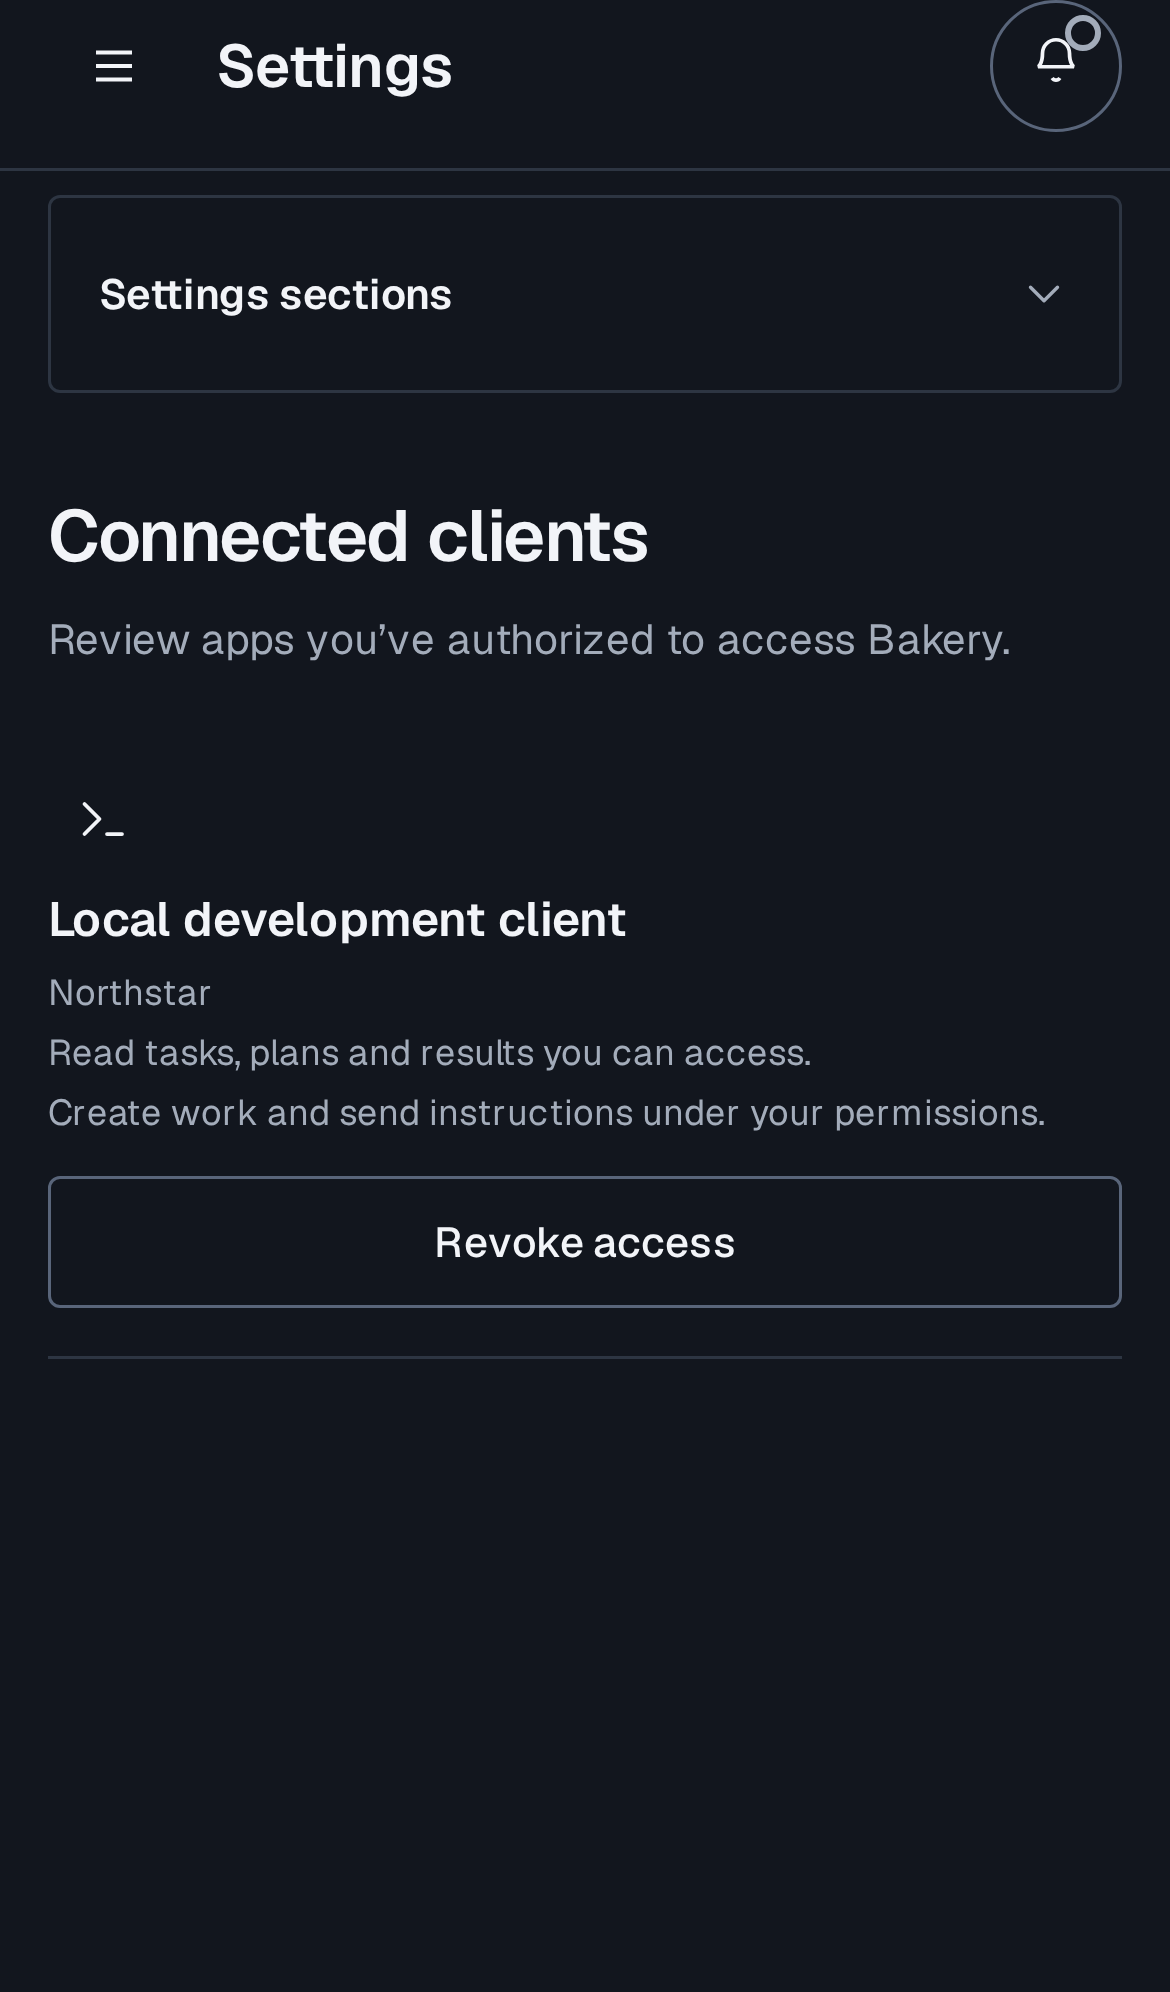 Settings
Settings sections
Connected clients
Review apps you’ve authorized to access Bakery.
Local development client
Northstar
Read tasks, plans and results you can access.
Create work and send instructions under your permissions.
Revoke access